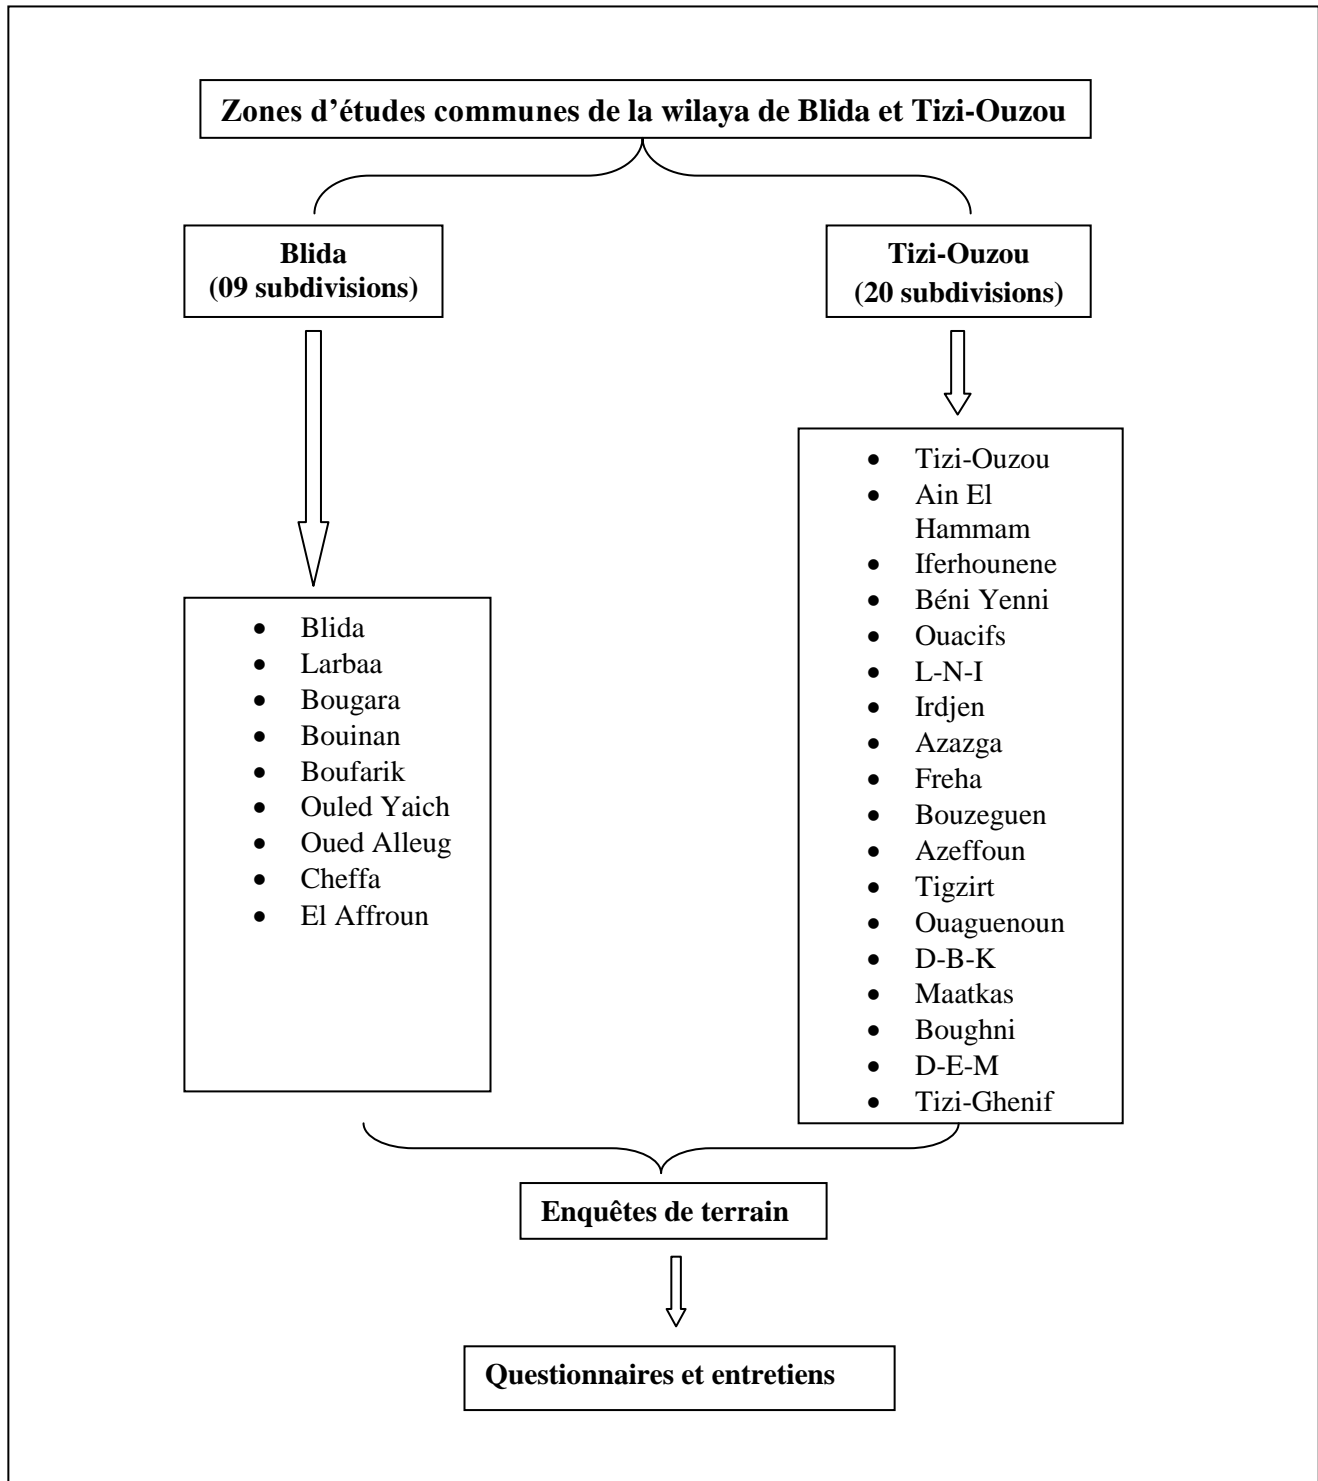 Zones d'études communes de la wilaya de Blida et Tizi-Ouzou
Blida
(09 subdivisions)
Tizi-Ouzou
(20 subdivisions)
• Blida
• Larbaa
• Bougara
• Bouinan
• Boufarik
• Ouled Yaich
• Oued Alleug
• Cheffa
• El Affroun
• Tizi-Ouzou
• Ain El
Hammam
• Iferhounene
• Béni Yenni
• Ouacifs
• L-N-I
• Irdjen
• Azazga
• Freha
• Bouzeguen
• Azeffoun
• Tigzirt
• Ouaguenoun
• D-B-K
• Maatkas
• Boughni
• D-E-M
• Tizi-Ghenif
Enquêtes de terrain
Questionnaires et entretiens